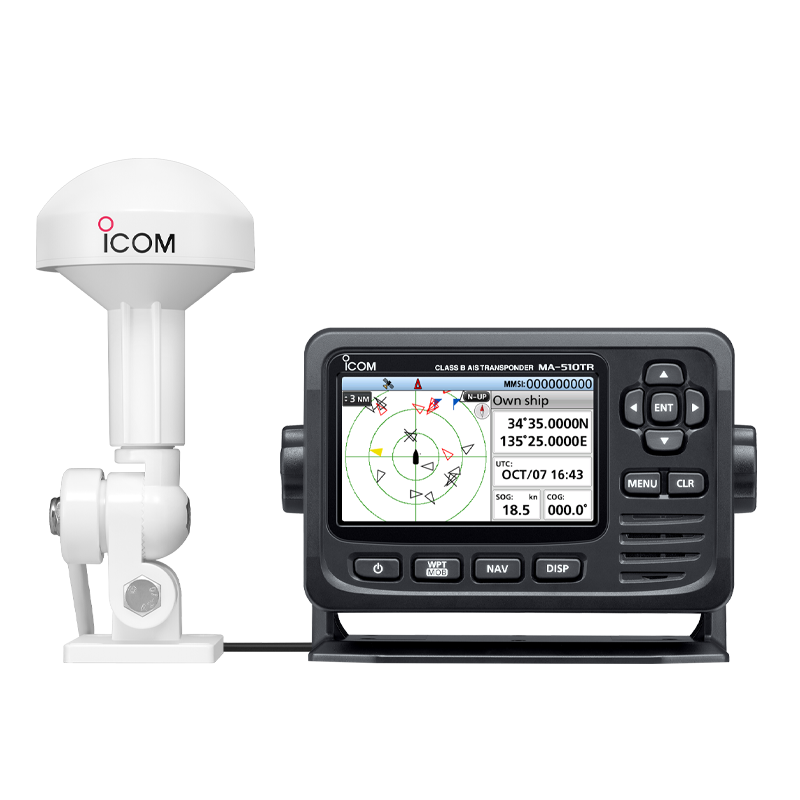 ICOM
ICOM
CLASS B AIS TRANSPONDER MA-510TR
MMSI:000000000
3 NM
N-UP
Own ship
34°35.0000N
135°25.0000E
UTC:
OCT/07 16:43
SOG: kn
18.5
COG:
000.0°
ENT
MENU
CLR
WPT
MOB
NAV
DISP